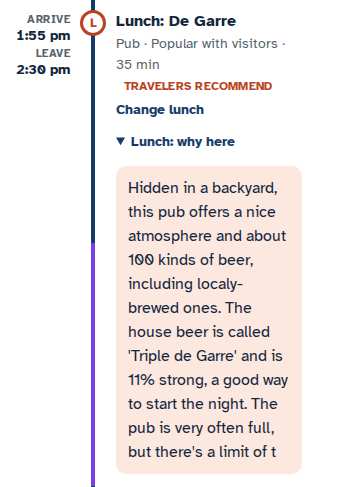 ARRIVE
1:55 pm
LEAVE
2:30 pm
L
Lunch: De Garre
Pub · Popular with visitors ·
35 min
TRAVELERS RECOMMEND
Change lunch
▼ Lunch: why here
Hidden in a backyard,
this pub offers a nice
atmosphere and about
100 kinds of beer,
including localy-
brewed ones. The
house beer is called
'Triple de Garre' and is
11% strong, a good way
to start the night. The
pub is very often full,
but there's a limit of t